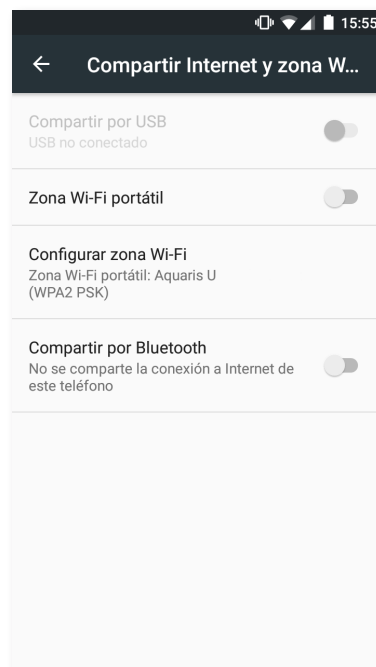 15:55
Compartir Internet y zona W...
Compartir por USB
USB no conectado
Zona Wi-Fi portátil
Configurar zona Wi-Fi
Zona Wi-Fi portátil: Aquaris U
(WPA2 PSK)
Compartir por Bluetooth
No se comparte la conexión a Internet de
este teléfono